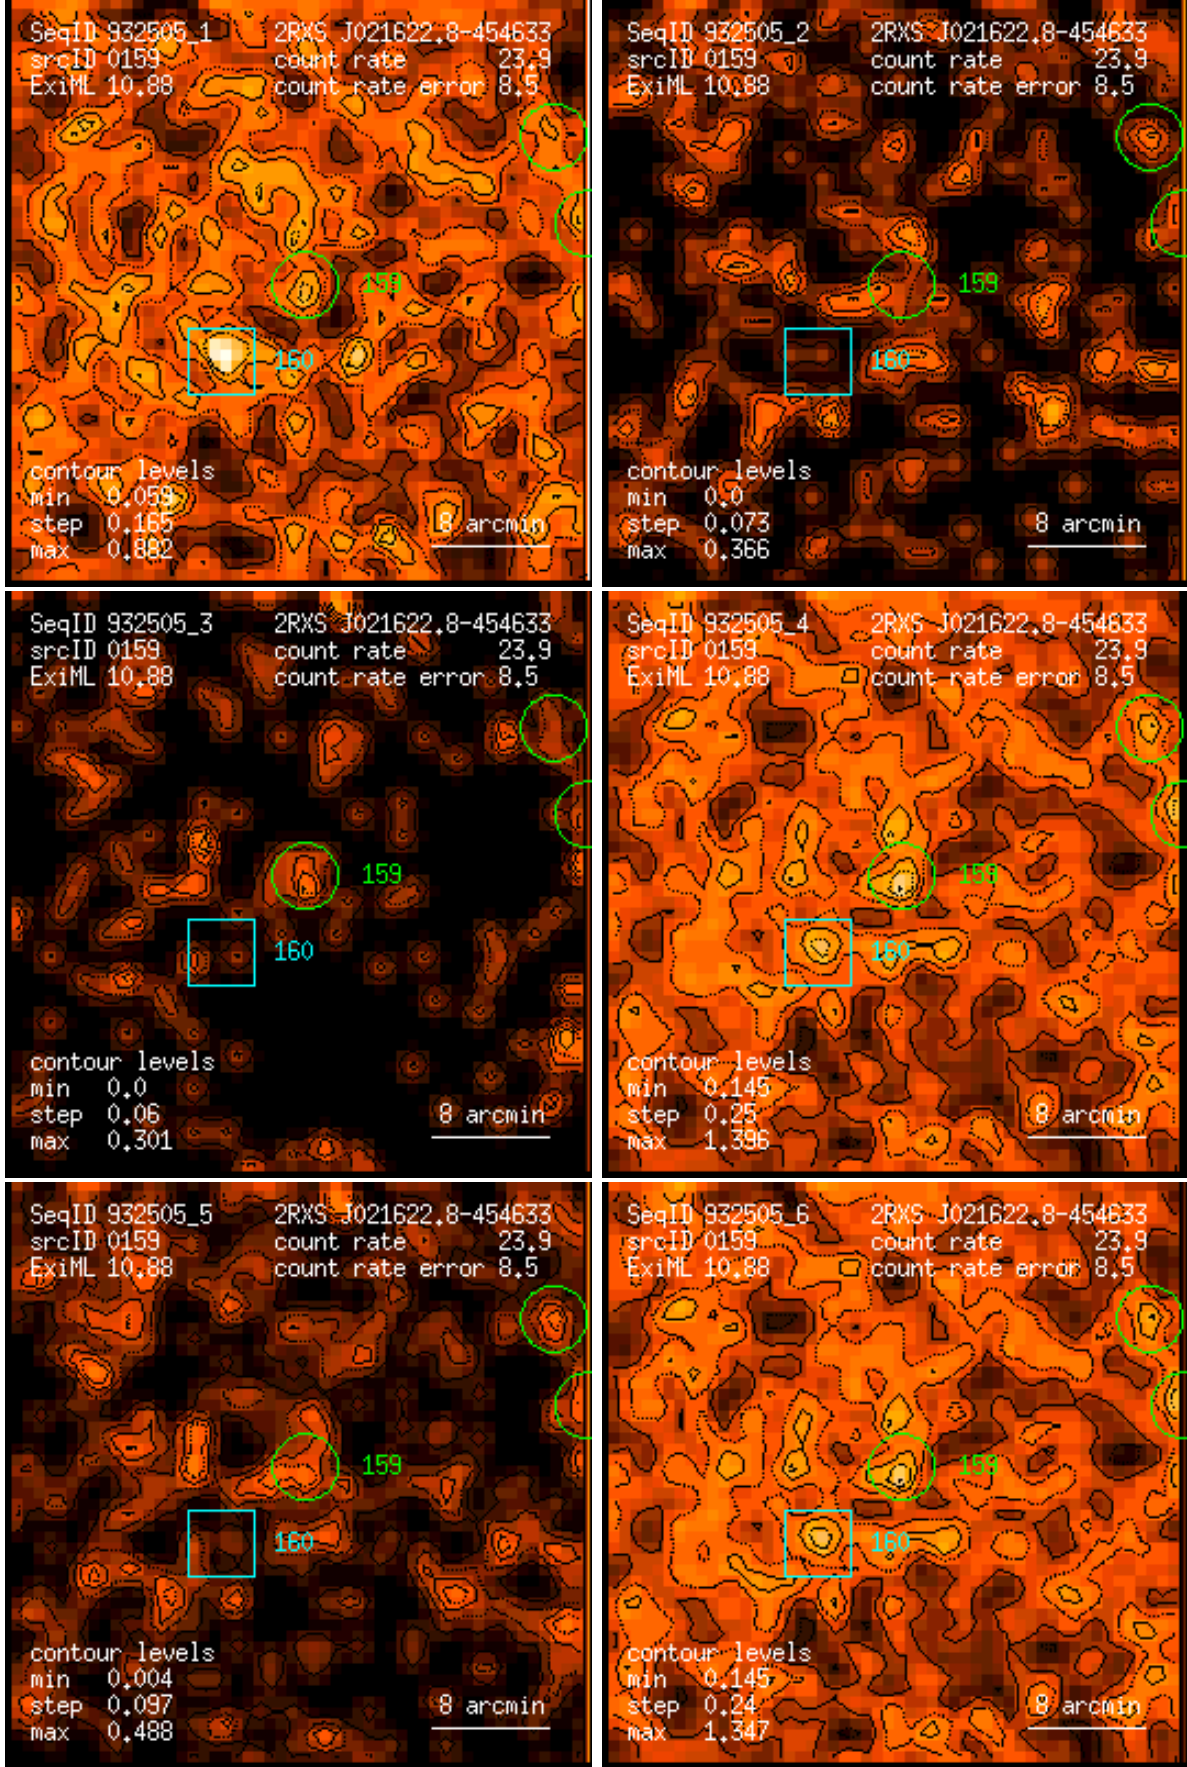 SeqID 932505_1 2RXS J021622.8-454633
srcID 0159 count rate 23.9
ExiML 10.88 count rate error 8.5
159
160
contour levels
min 0.059
step 0.165
max 0.882
8 arcmin
SeqID 932505_2 2RXS J021622.8-454633
srcID 0159 count rate 23.9
ExiML 10.88 count rate error 8.5
159
160
contour levels
min 0.0
step 0.073
max 0.366
8 arcmin
SeqID 932505_3 2RXS J021622.8-454633
srcID 0159 count rate 23.9
ExiML 10.88 count rate error 8.5
159
160
contour levels
min 0.0
step 0.06
max 0.301
8 arcmin
SeqID 932505_4 2RXS J021622.8-454633
srcID 0159 count rate 23.9
ExiML 10.88 count rate error 8.5
159
160
contour levels
min 0.145
step 0.25
max 1.396
8 arcmin
SeqID 932505_5 2RXS J021622.8-454633
srcID 0159 count rate 23.9
ExiML 10.88 count rate error 8.5
159
160
contour levels
min 0.004
step 0.097
max 0.488
8 arcmin
SeqID 932505_6 2RXS J021622.8-454633
srcID 0159 count rate 23.9
ExiML 10.88 count rate error 8.5
159
160
contour levels
min 0.145
step 0.24
max 1.347
8 arcmin